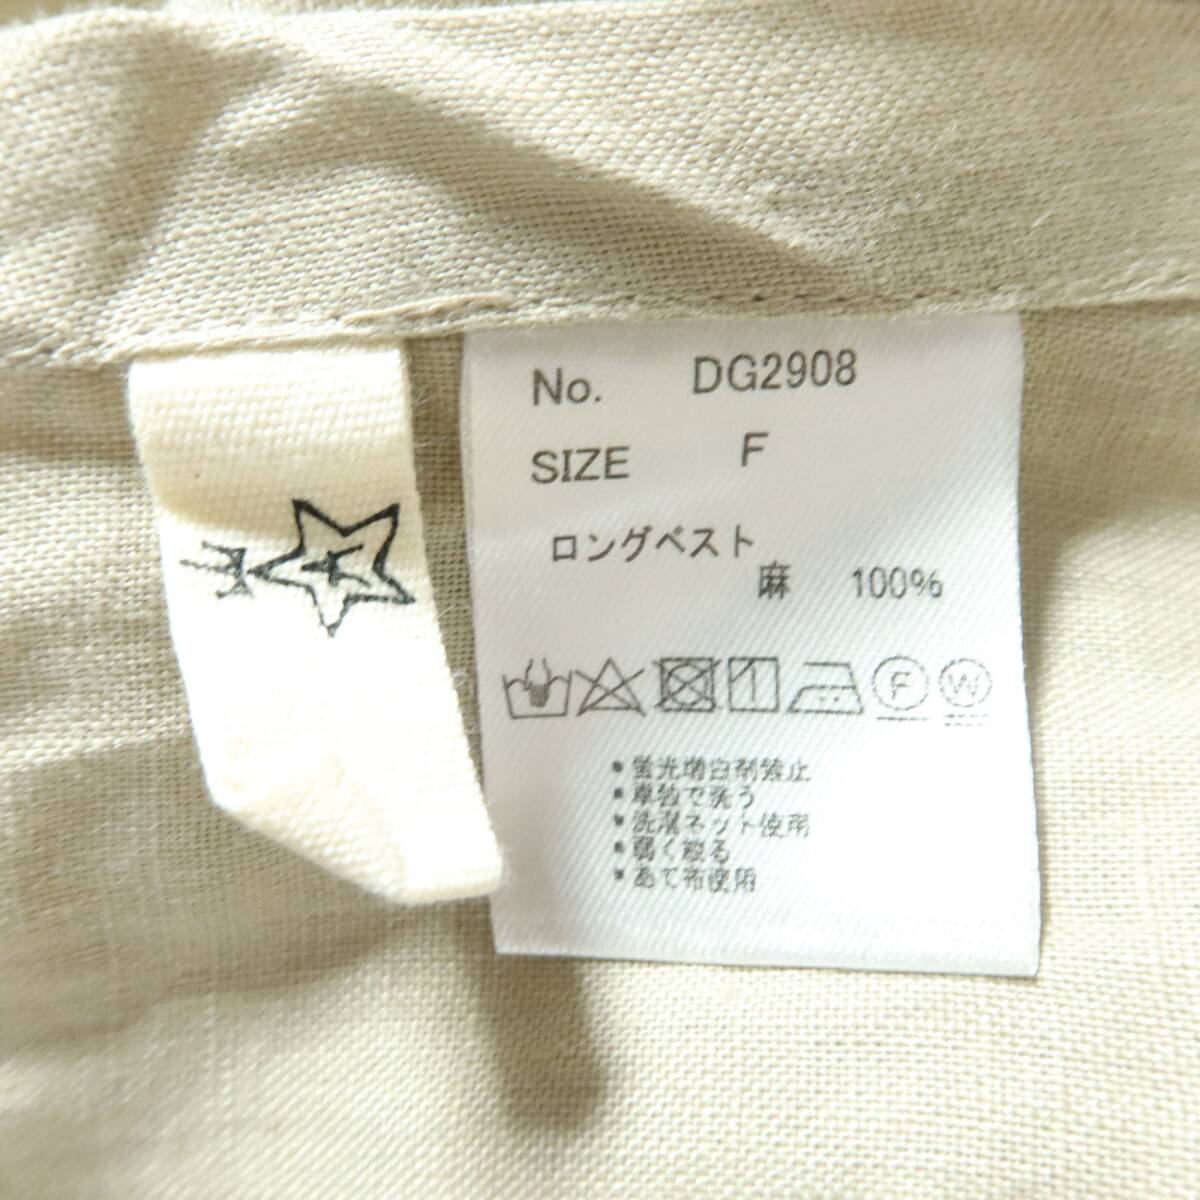 No. DG2908
SIZE F
ロングベスト
麻 100%
F W
・蛍光増白剤禁止
・単独で洗う
・洗濯ネット使用
・弱く絞る
・あて布使用